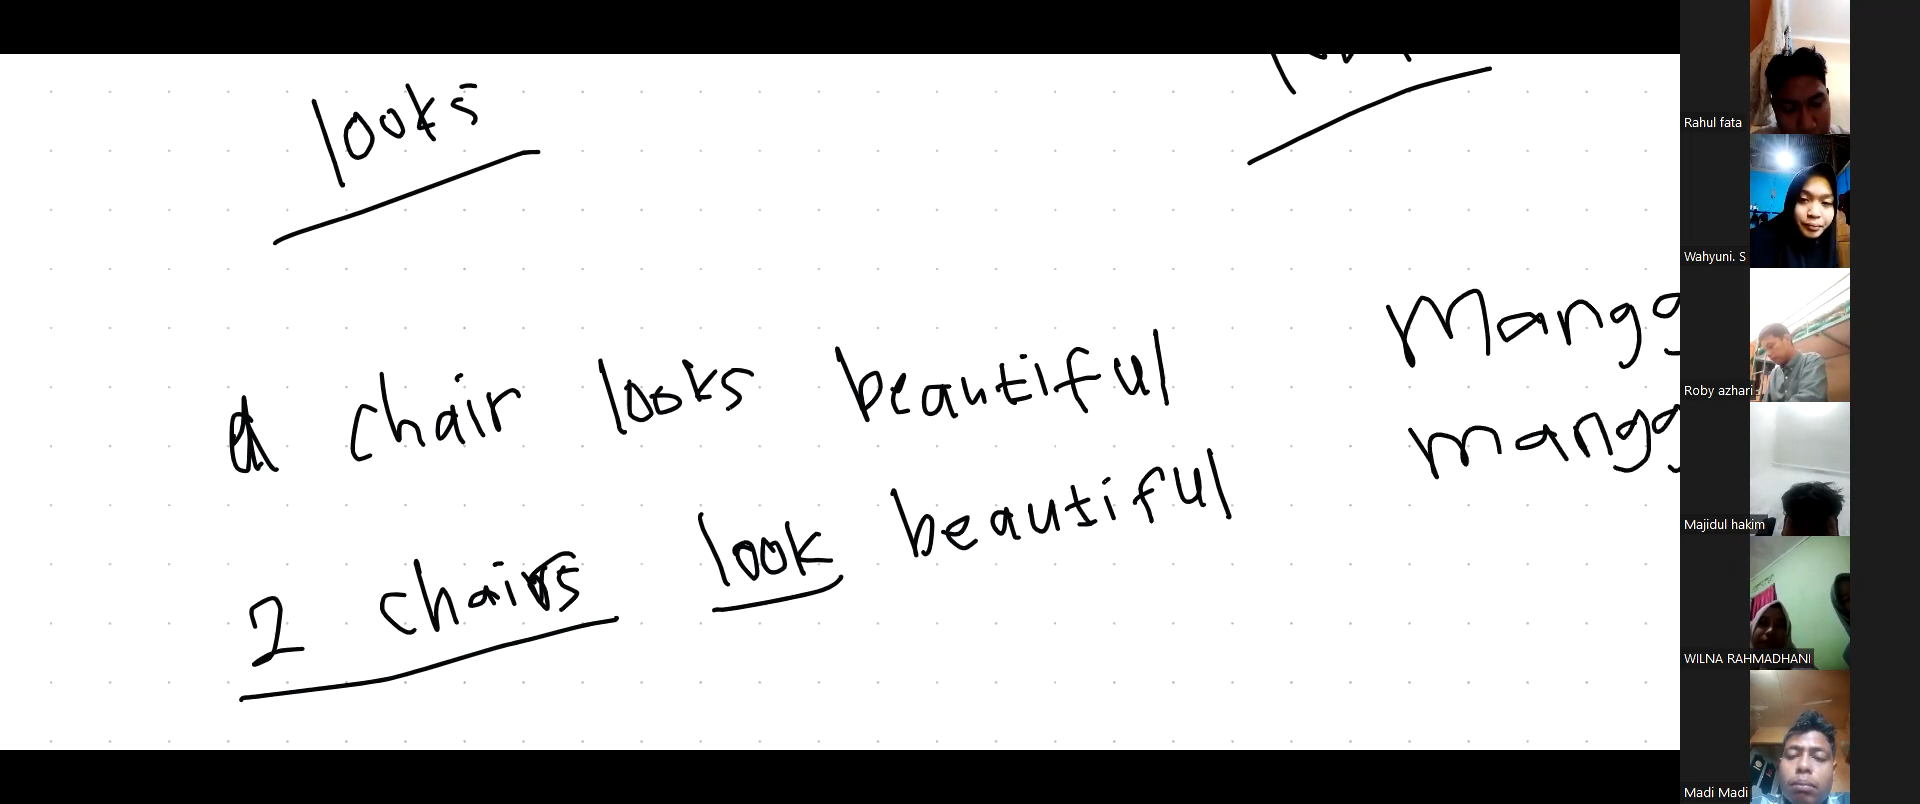 looks
a chair looks beautiful
2 chairs look beautiful
Rahul fata
Wahyuni. S
Roby azhari
Majidul hakim
WILNA RAHMADHANI
Madi Madi